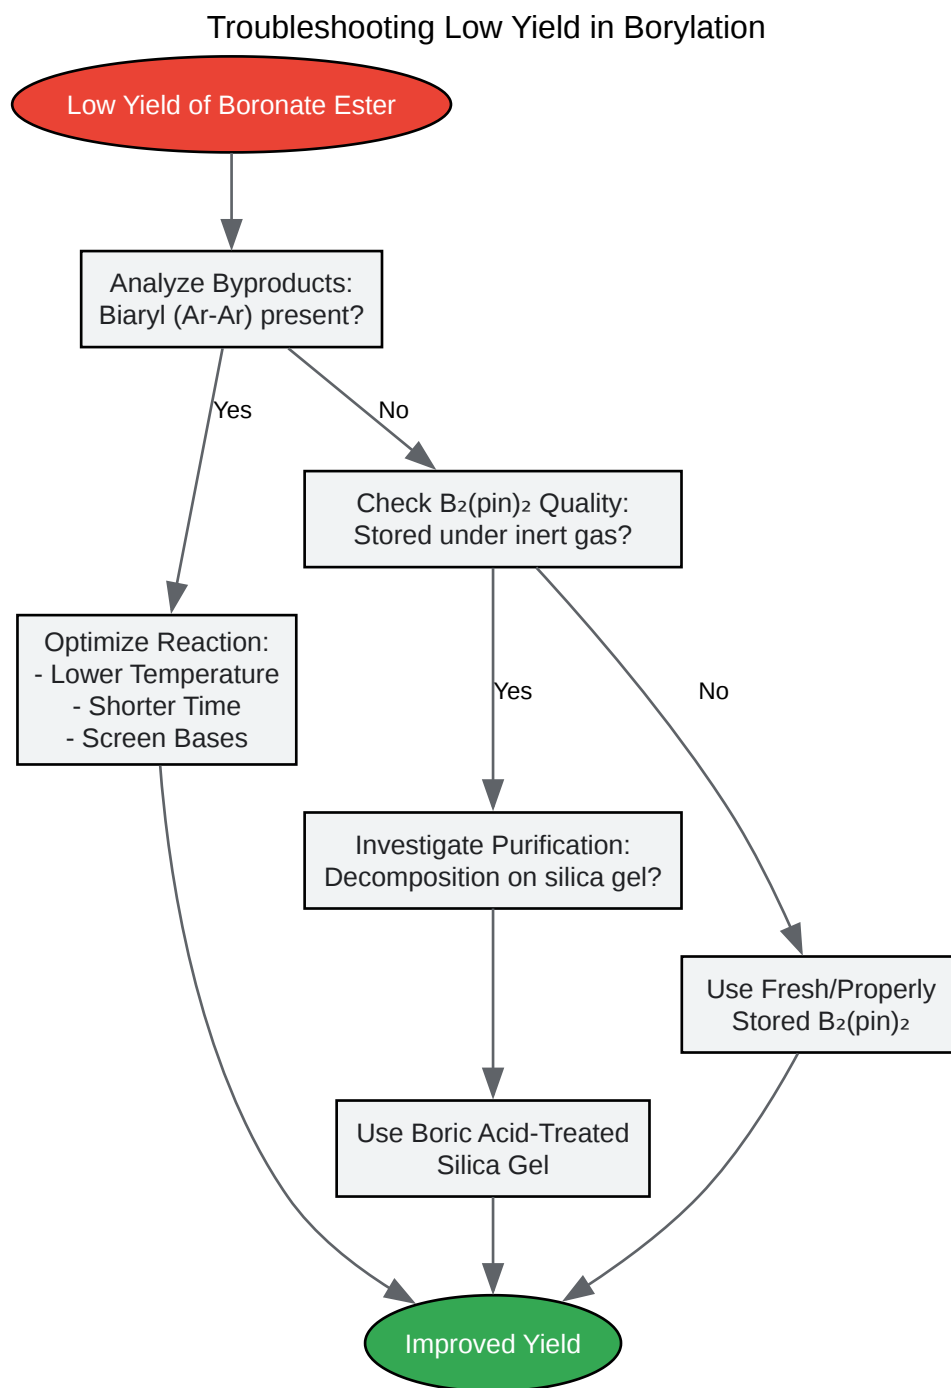 Troubleshooting Low Yield in Borylation
Low Yield of Boronate Ester
Analyze Byproducts:
Biaryl (Ar-Ar) present?
Yes
No
Check B₂(pin)₂ Quality:
Stored under inert gas?
Optimize Reaction:
- Lower Temperature
- Shorter Time
- Screen Bases
Yes
No
Investigate Purification:
Decomposition on silica gel?
Use Fresh/Properly
Stored B₂(pin)₂
Use Boric Acid-Treated
Silica Gel
Improved Yield